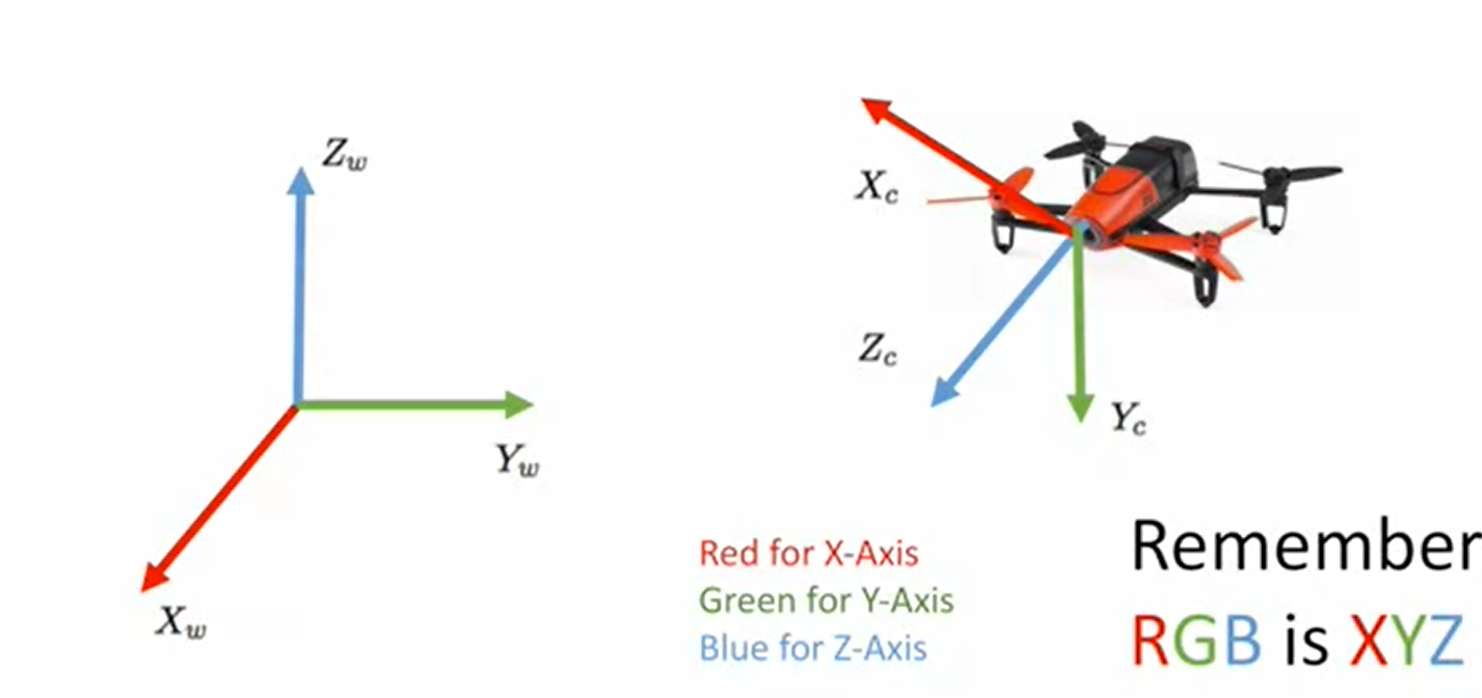 Z_w
X_c
Z_c
Y_c
Y_w
X_w
Red for X-Axis
Green for Y-Axis
Blue for Z-Axis
Remember
RGB is XYZ